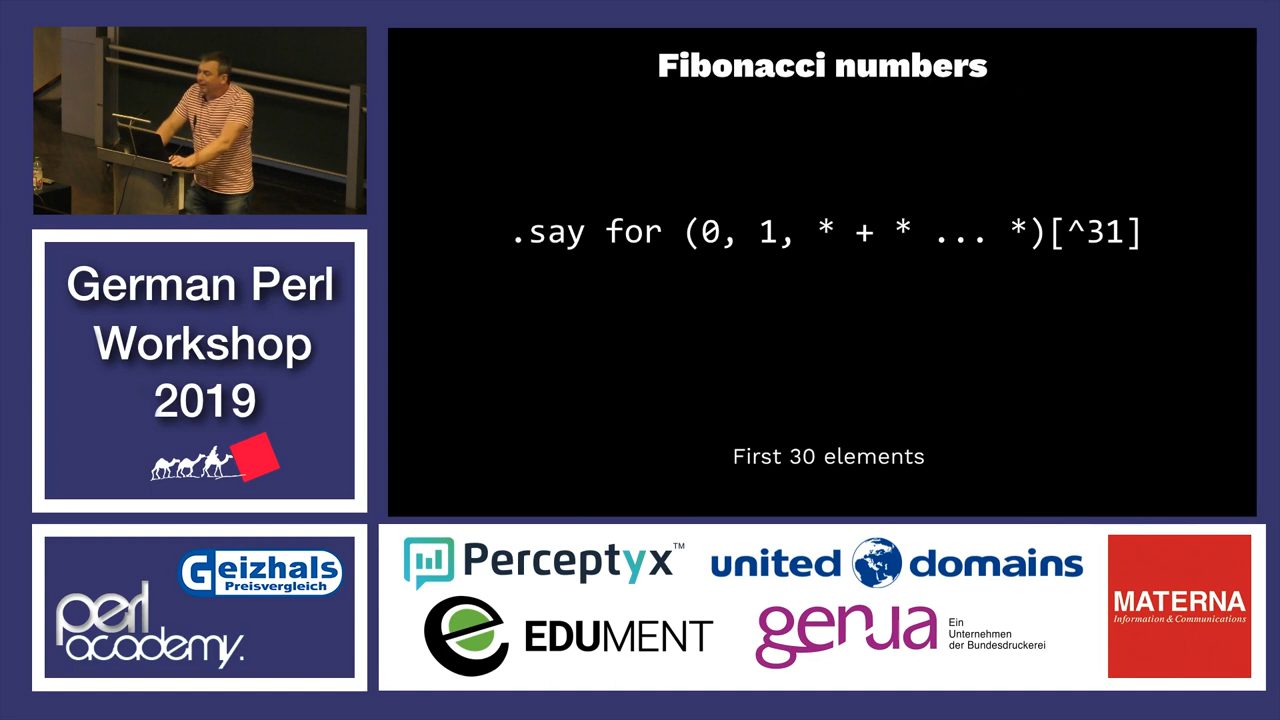 Fibonacci numbers
.say for (0, 1, * + * ... *)[^31]
First 30 elements
German Perl
Workshop
2019
Geizhals
Preisvergleich
perl
academy.
Perceptyx™
united domains
EDUMENT
genua
Ein
Unternehmen
der Bundesdruckerei
MATERNA
Information & Communications